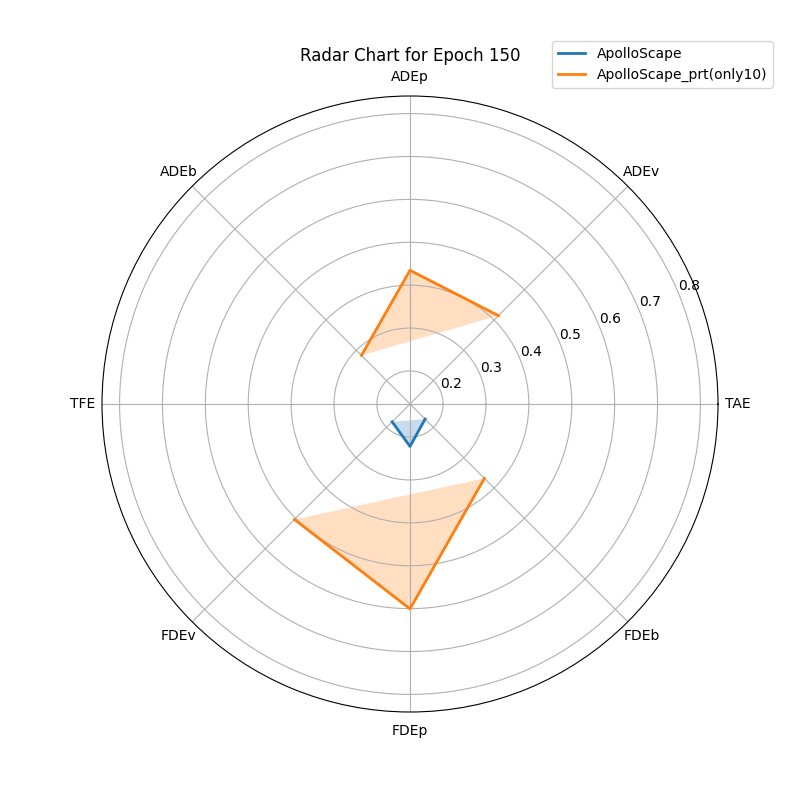 Radar Chart for Epoch 150
ApolloScape
ApolloScape_prt(only10)
ADEp
ADEb
ADEv
0.8
0.7
0.6
0.5
0.4
0.3
0.2
TFE
TAE
FDEv
FDEb
FDEp